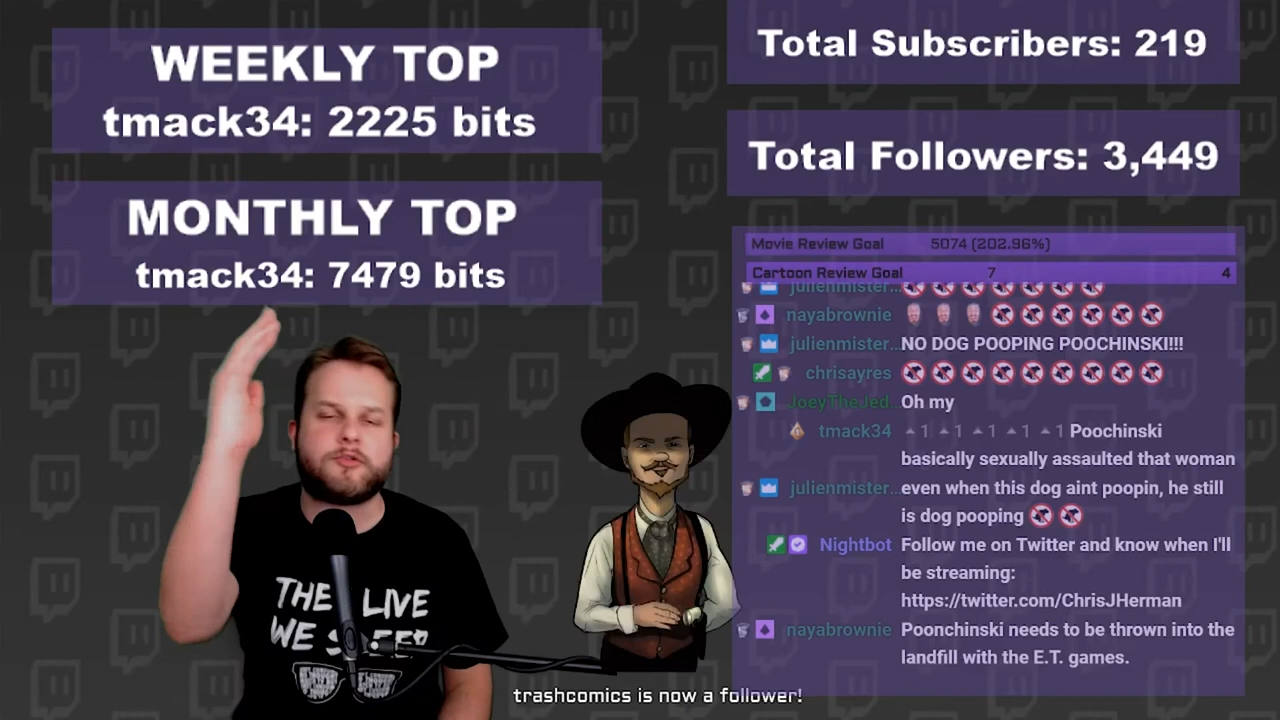 WEEKLY TOP
tmack34: 2225 bits
MONTHLY TOP
tmack34: 7479 bits
Total Subscribers: 219
Total Followers: 3,449
Movie Review Goal 5074 (202.96%)
Cartoon Review Goal 7 4
julienmister...
nayabrownie
julienmister... NO DOG POOPING POOCHINSKI!!!
chrisayres
JoeyTheJed... Oh my
tmack34 1 1 1 1 1 Poochinski
basically sexually assaulted that woman
julienmister... even when this dog aint poopin, he still
is dog pooping
Nightbot Follow me on Twitter and know when I'll
be streaming:
https://twitter.com/ChrisJHerman
nayabrownie Poonchinski needs to be thrown into the
landfill with the E.T. games.
THE LIVE
WE
trashcomics is now a follower!